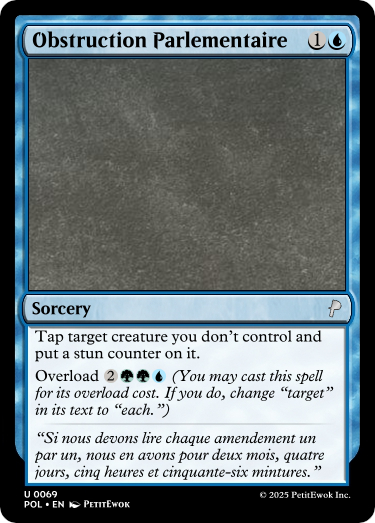 Obstruction Parlementaire 1
Sorcery
Tap target creature you don't control and
put a stun counter on it.
Overload 2 (You may cast this spell
for its overload cost. If you do, change “target”
in its text to “each.”)
“Si nous devons lire chaque amendement un
par un, nous en avons pour deux mois, quatre
jours, cinq heures et cinquante-six mintures.”
U 0069
POL • EN PetitEwok
© 2025 PetitEwok Inc.